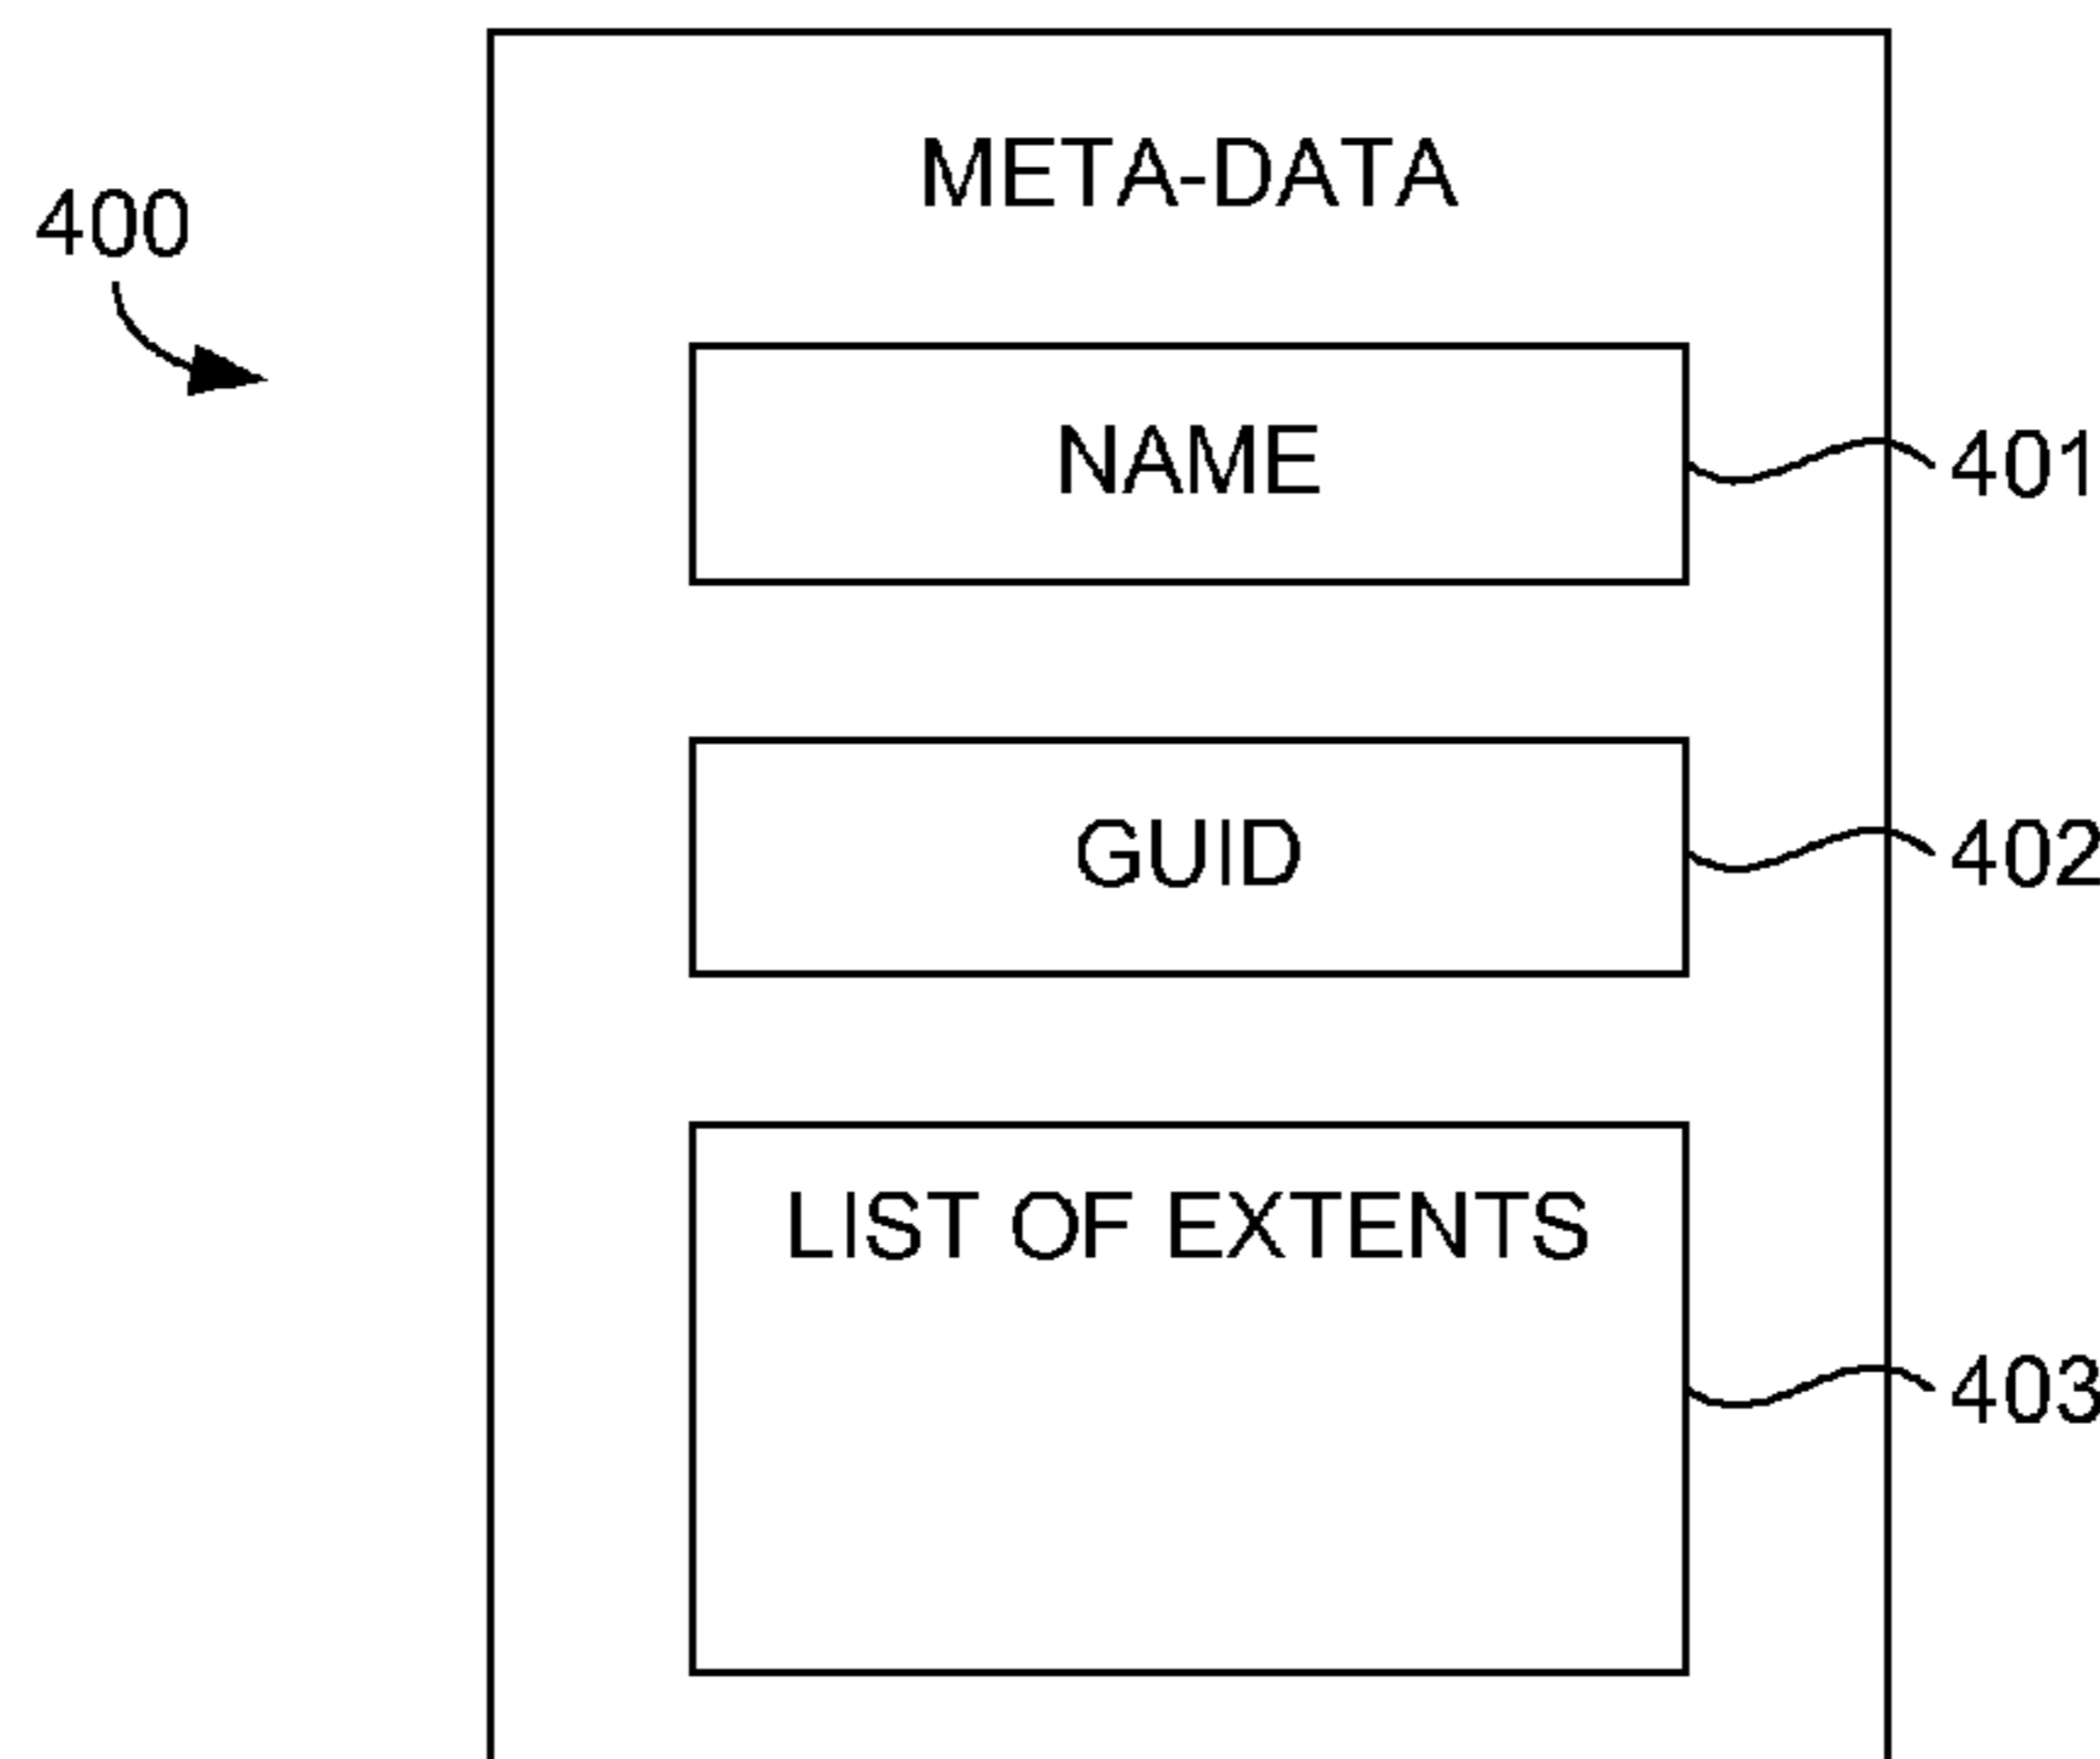 META-DATA
400
NAME
401
GUID
402
LIST OF EXTENTS
403